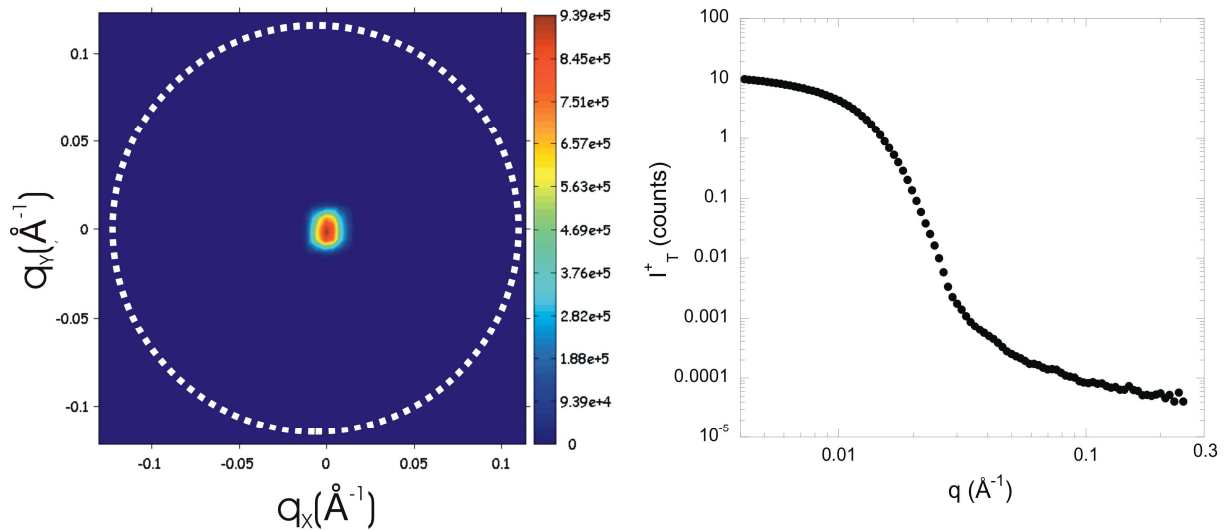 0.1
0.05
0
-0.05
-0.1
-0.1
-0.05
0
0.05
0.1
qY(Å-1)
qX(Å-1)
9.39e+5
8.45e+5
7.51e+5
6.57e+5
5.63e+5
4.69e+5
3.76e+5
2.82e+5
1.88e+5
9.39e+4
0
100
10
1
0.1
0.01
0.001
0.0001
10-5
I+T (counts)
0.01
0.1
0.3
q (Å-1)